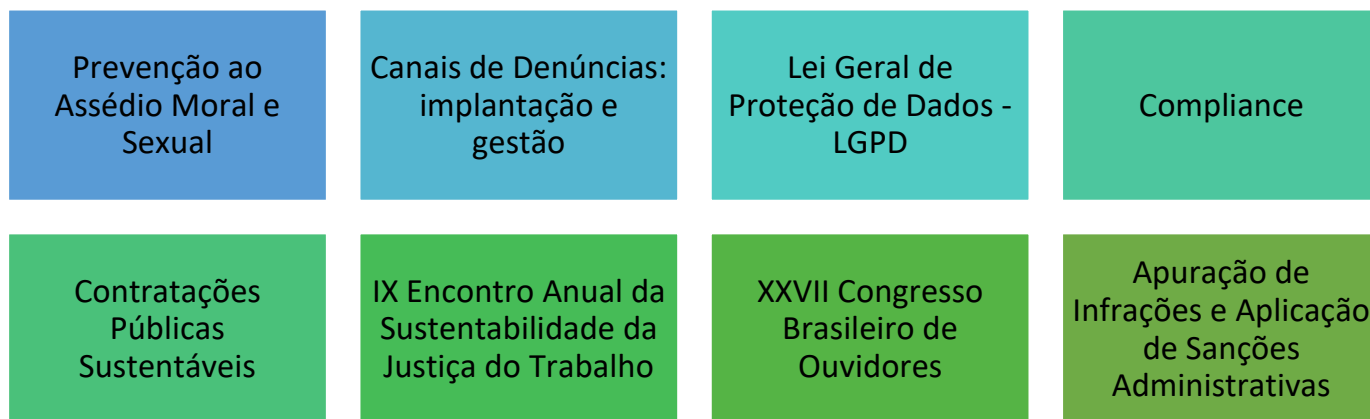 Prevenção ao
Assédio Moral e
Sexual
Canais de Denúncias:
implantação e
gestão
Lei Geral de
Proteção de Dados -
LGPD
Compliance
Contratações
Públicas
Sustentáveis
IX Encontro Anual da
Sustentabilidade da
Justiça do Trabalho
XXVII Congresso
Brasileiro de
Ouvidores
Apuração de
Infrações e Aplicação
de Sanções
Administrativas